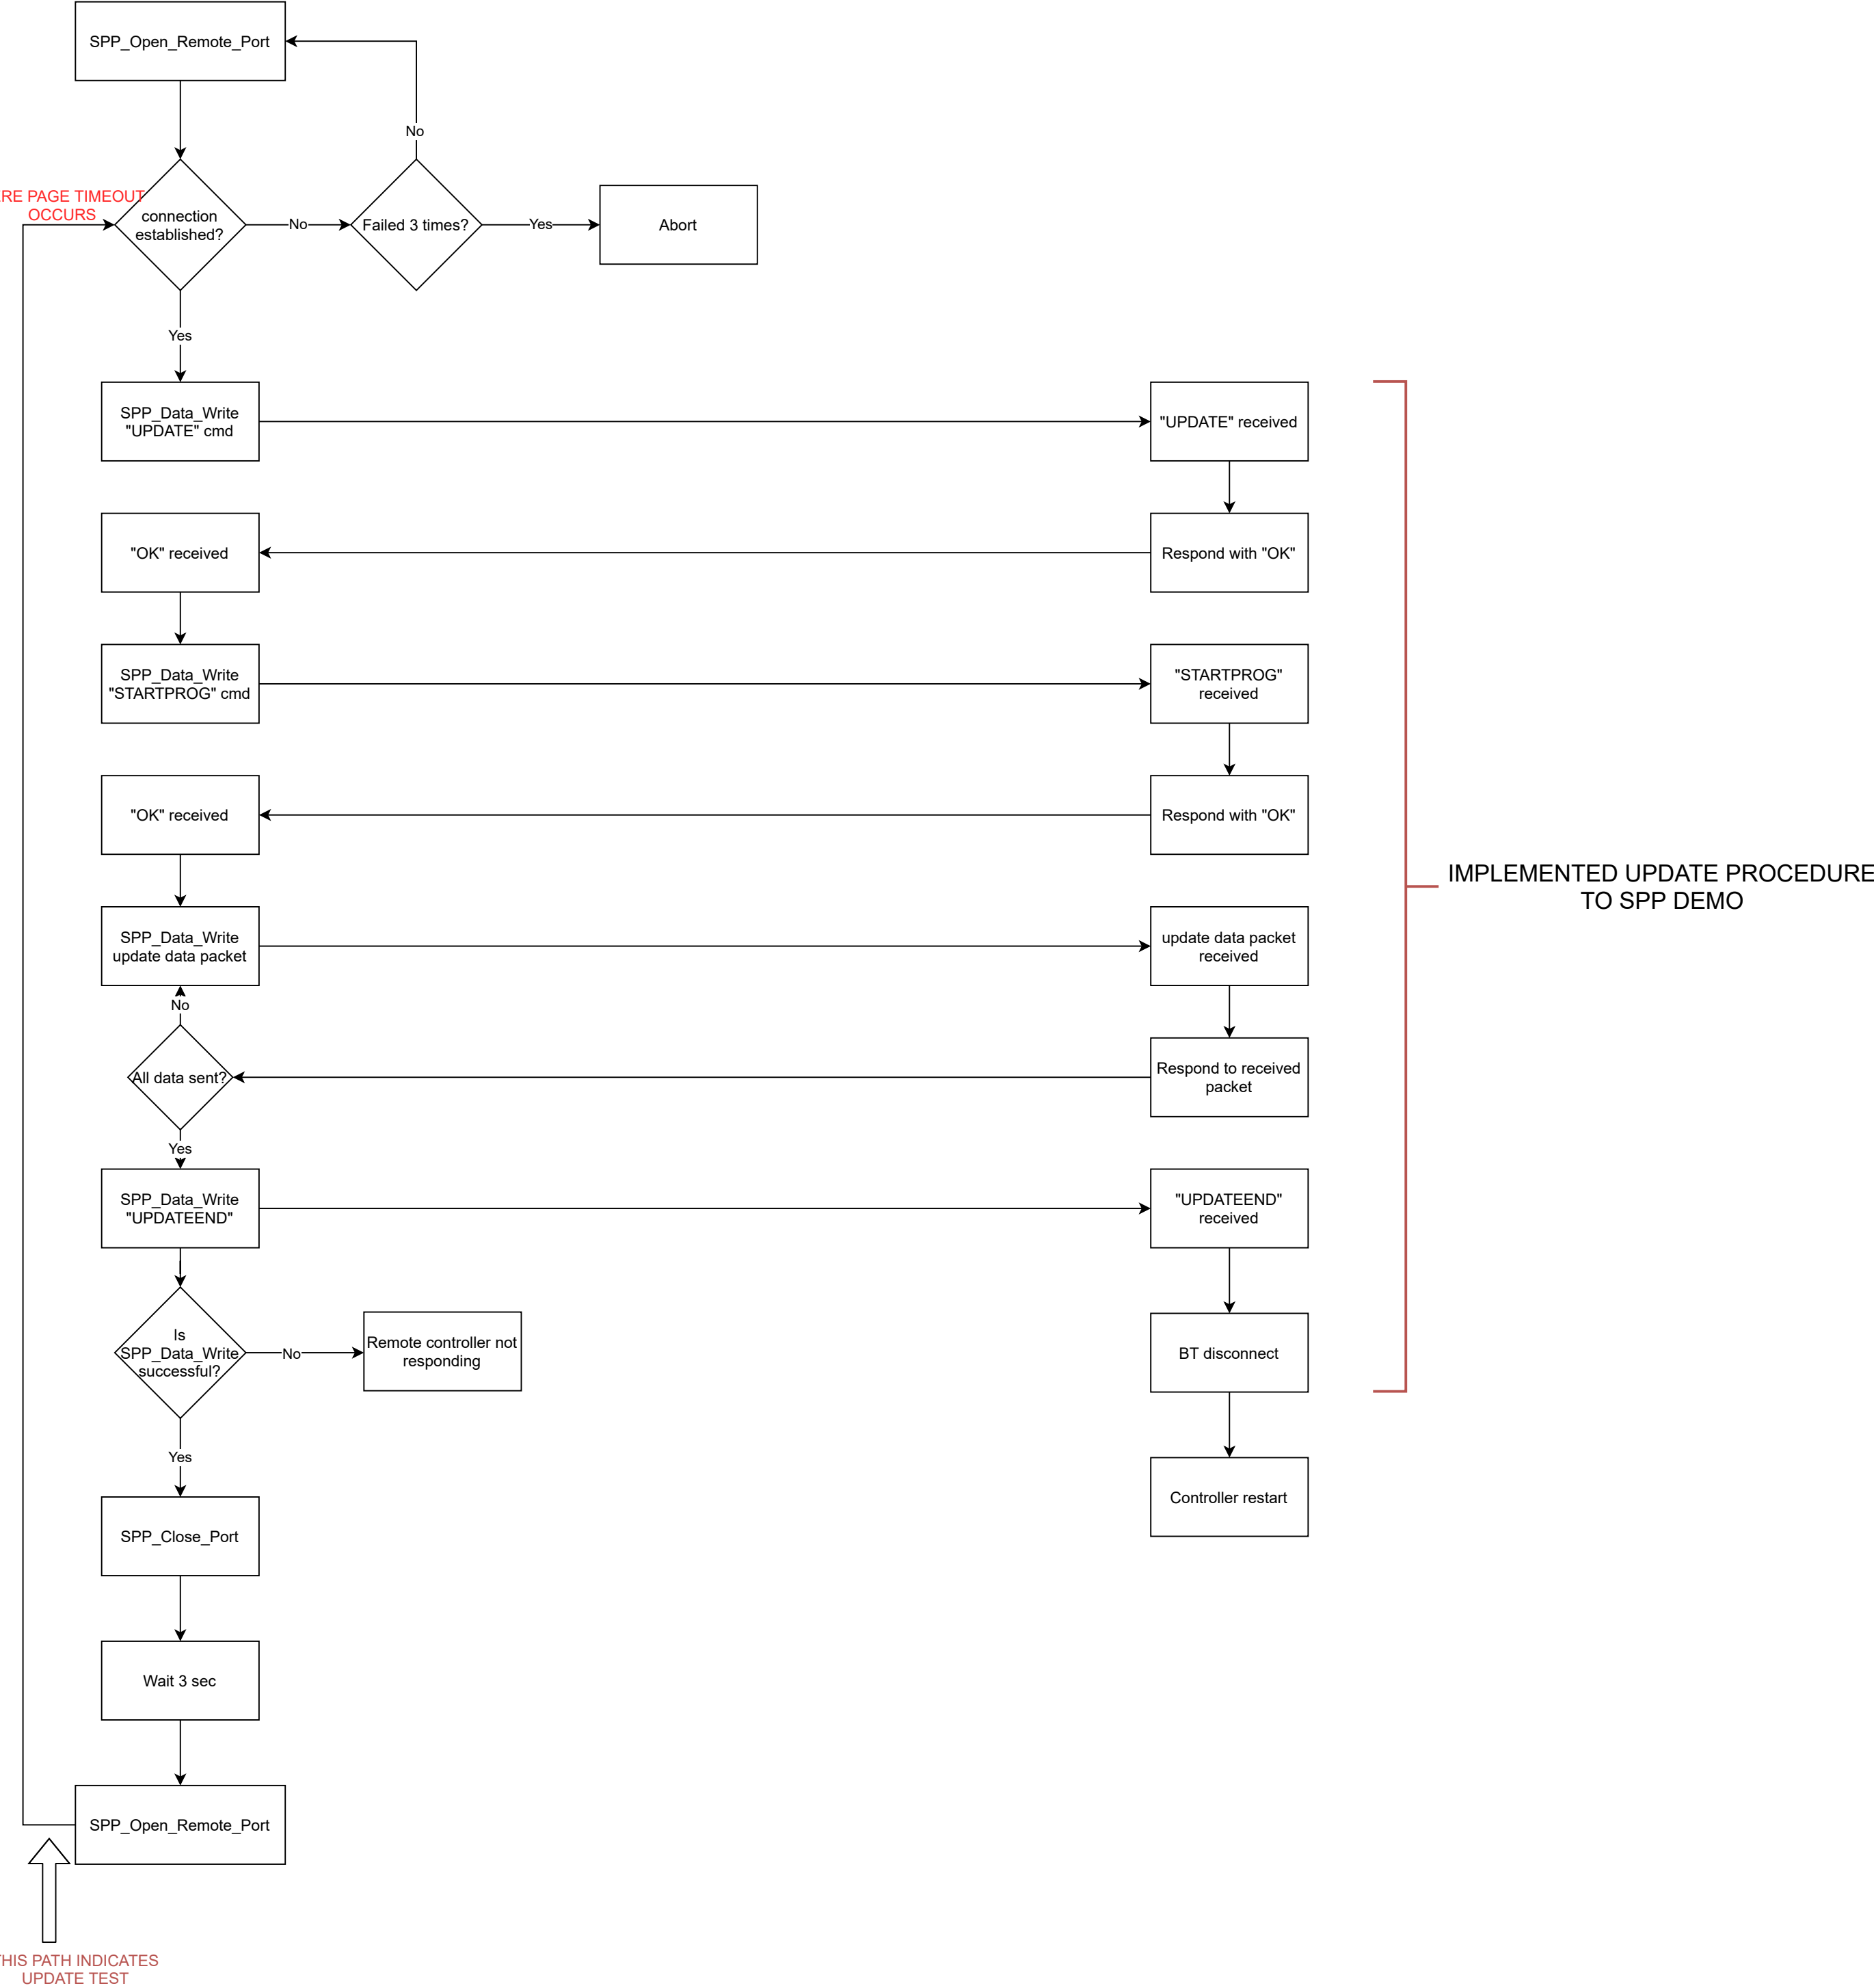 SPP_Open_Remote_Port
No
RE PAGE TIMEOUT
OCCURS
connection
established?
No
Failed 3 times?
Yes
Abort
Yes
SPP_Data_Write
"UPDATE" cmd
"UPDATE" received
"OK" received
Respond with "OK"
SPP_Data_Write
"STARTPROG" cmd
"STARTPROG"
received
"OK" received
Respond with "OK"
IMPLEMENTED UPDATE PROCEDURE
TO SPP DEMO
SPP_Data_Write
update data packet
update data packet
received
No
All data sent?
Respond to received
packet
Yes
SPP_Data_Write
"UPDATEEND"
"UPDATEEND"
received
Is
SPP_Data_Write
successful?
No
Remote controller not
responding
BT disconnect
Yes
SPP_Close_Port
Controller restart
Wait 3 sec
SPP_Open_Remote_Port
THIS PATH INDICATES
UPDATE TEST